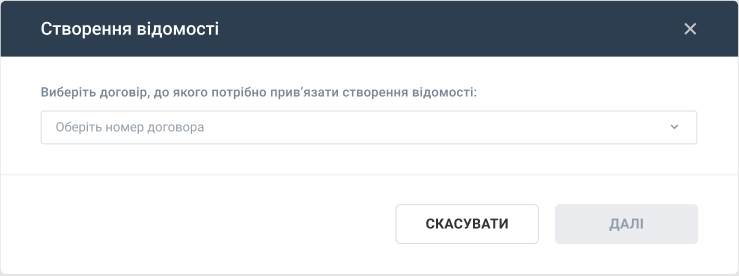 Створення відомості
Виберіть договір, до якого потрібно прив’язати створення відомості:
Оберіть номер договора
СКАСУВАТИ
ДАЛІ